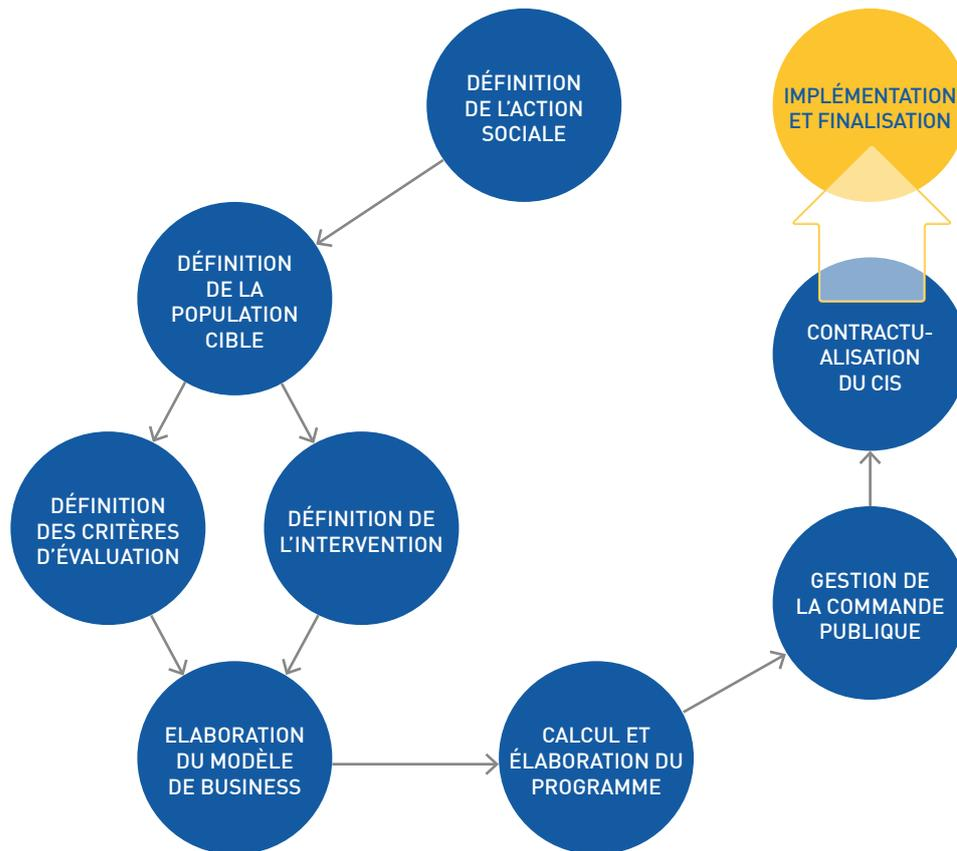 DÉFINITION
DE L'ACTION
SOCIALE
IMPLÉMENTATION
ET FINALISATION
DÉFINITION
DE LA
POPULATION
CIBLE
CONTRACTU-
ALISATION
DU CIS
DÉFINITION
DES CRITÈRES
D'ÉVALUATION
DÉFINITION DE
L'INTERVENTION
GESTION DE
LA COMMANDE
PUBLIQUE
ELABORATION
DU MODÈLE
DE BUSINESS
CALCUL ET
ÉLABORATION DU
PROGRAMME